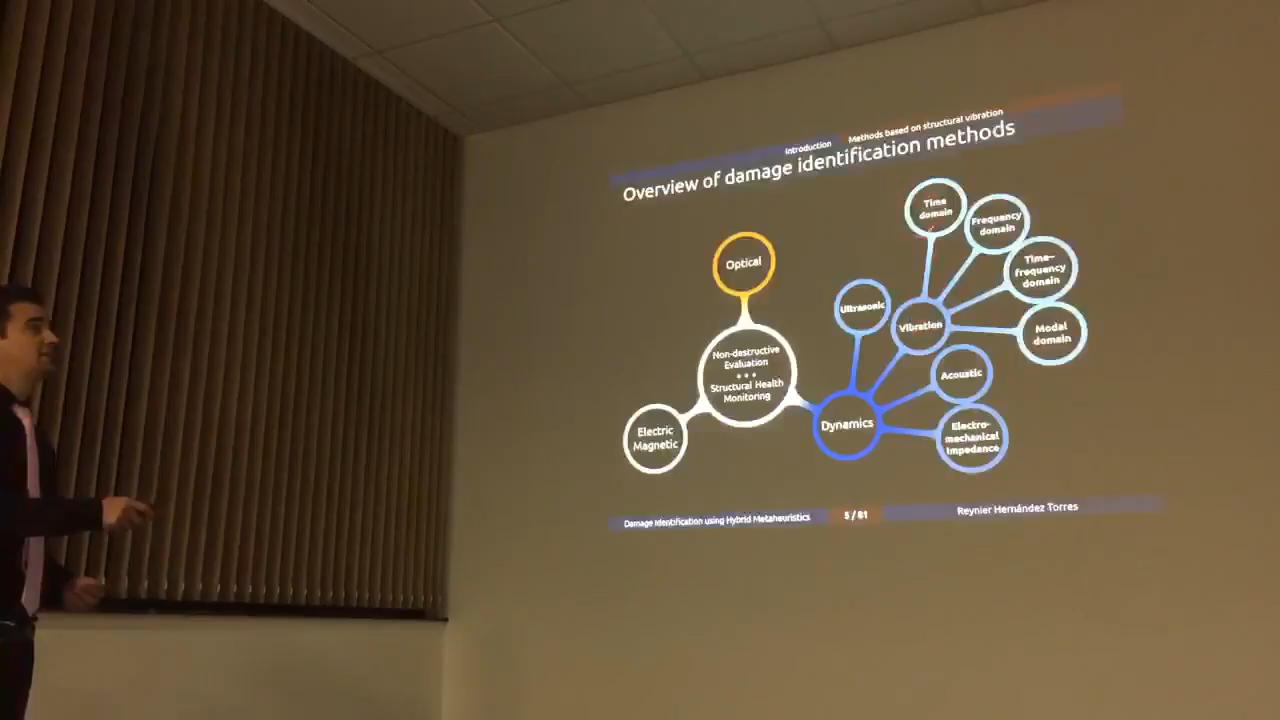 Introduction Methods based on structural vibration
Overview of damage identification methods
Time
domain
Frequency
domain
Time-
frequency
domain
Modal
domain
Optical
Ultrasonic
Vibration
Non-destructive
Evaluation
Structural Health
Monitoring
Acoustic
Dynamics
Electric
Magnetic
Electro-
mechanical
Impedance
Damage Identification using Hybrid Metaheuristics 5 / 81 Reynier Hernández Torres